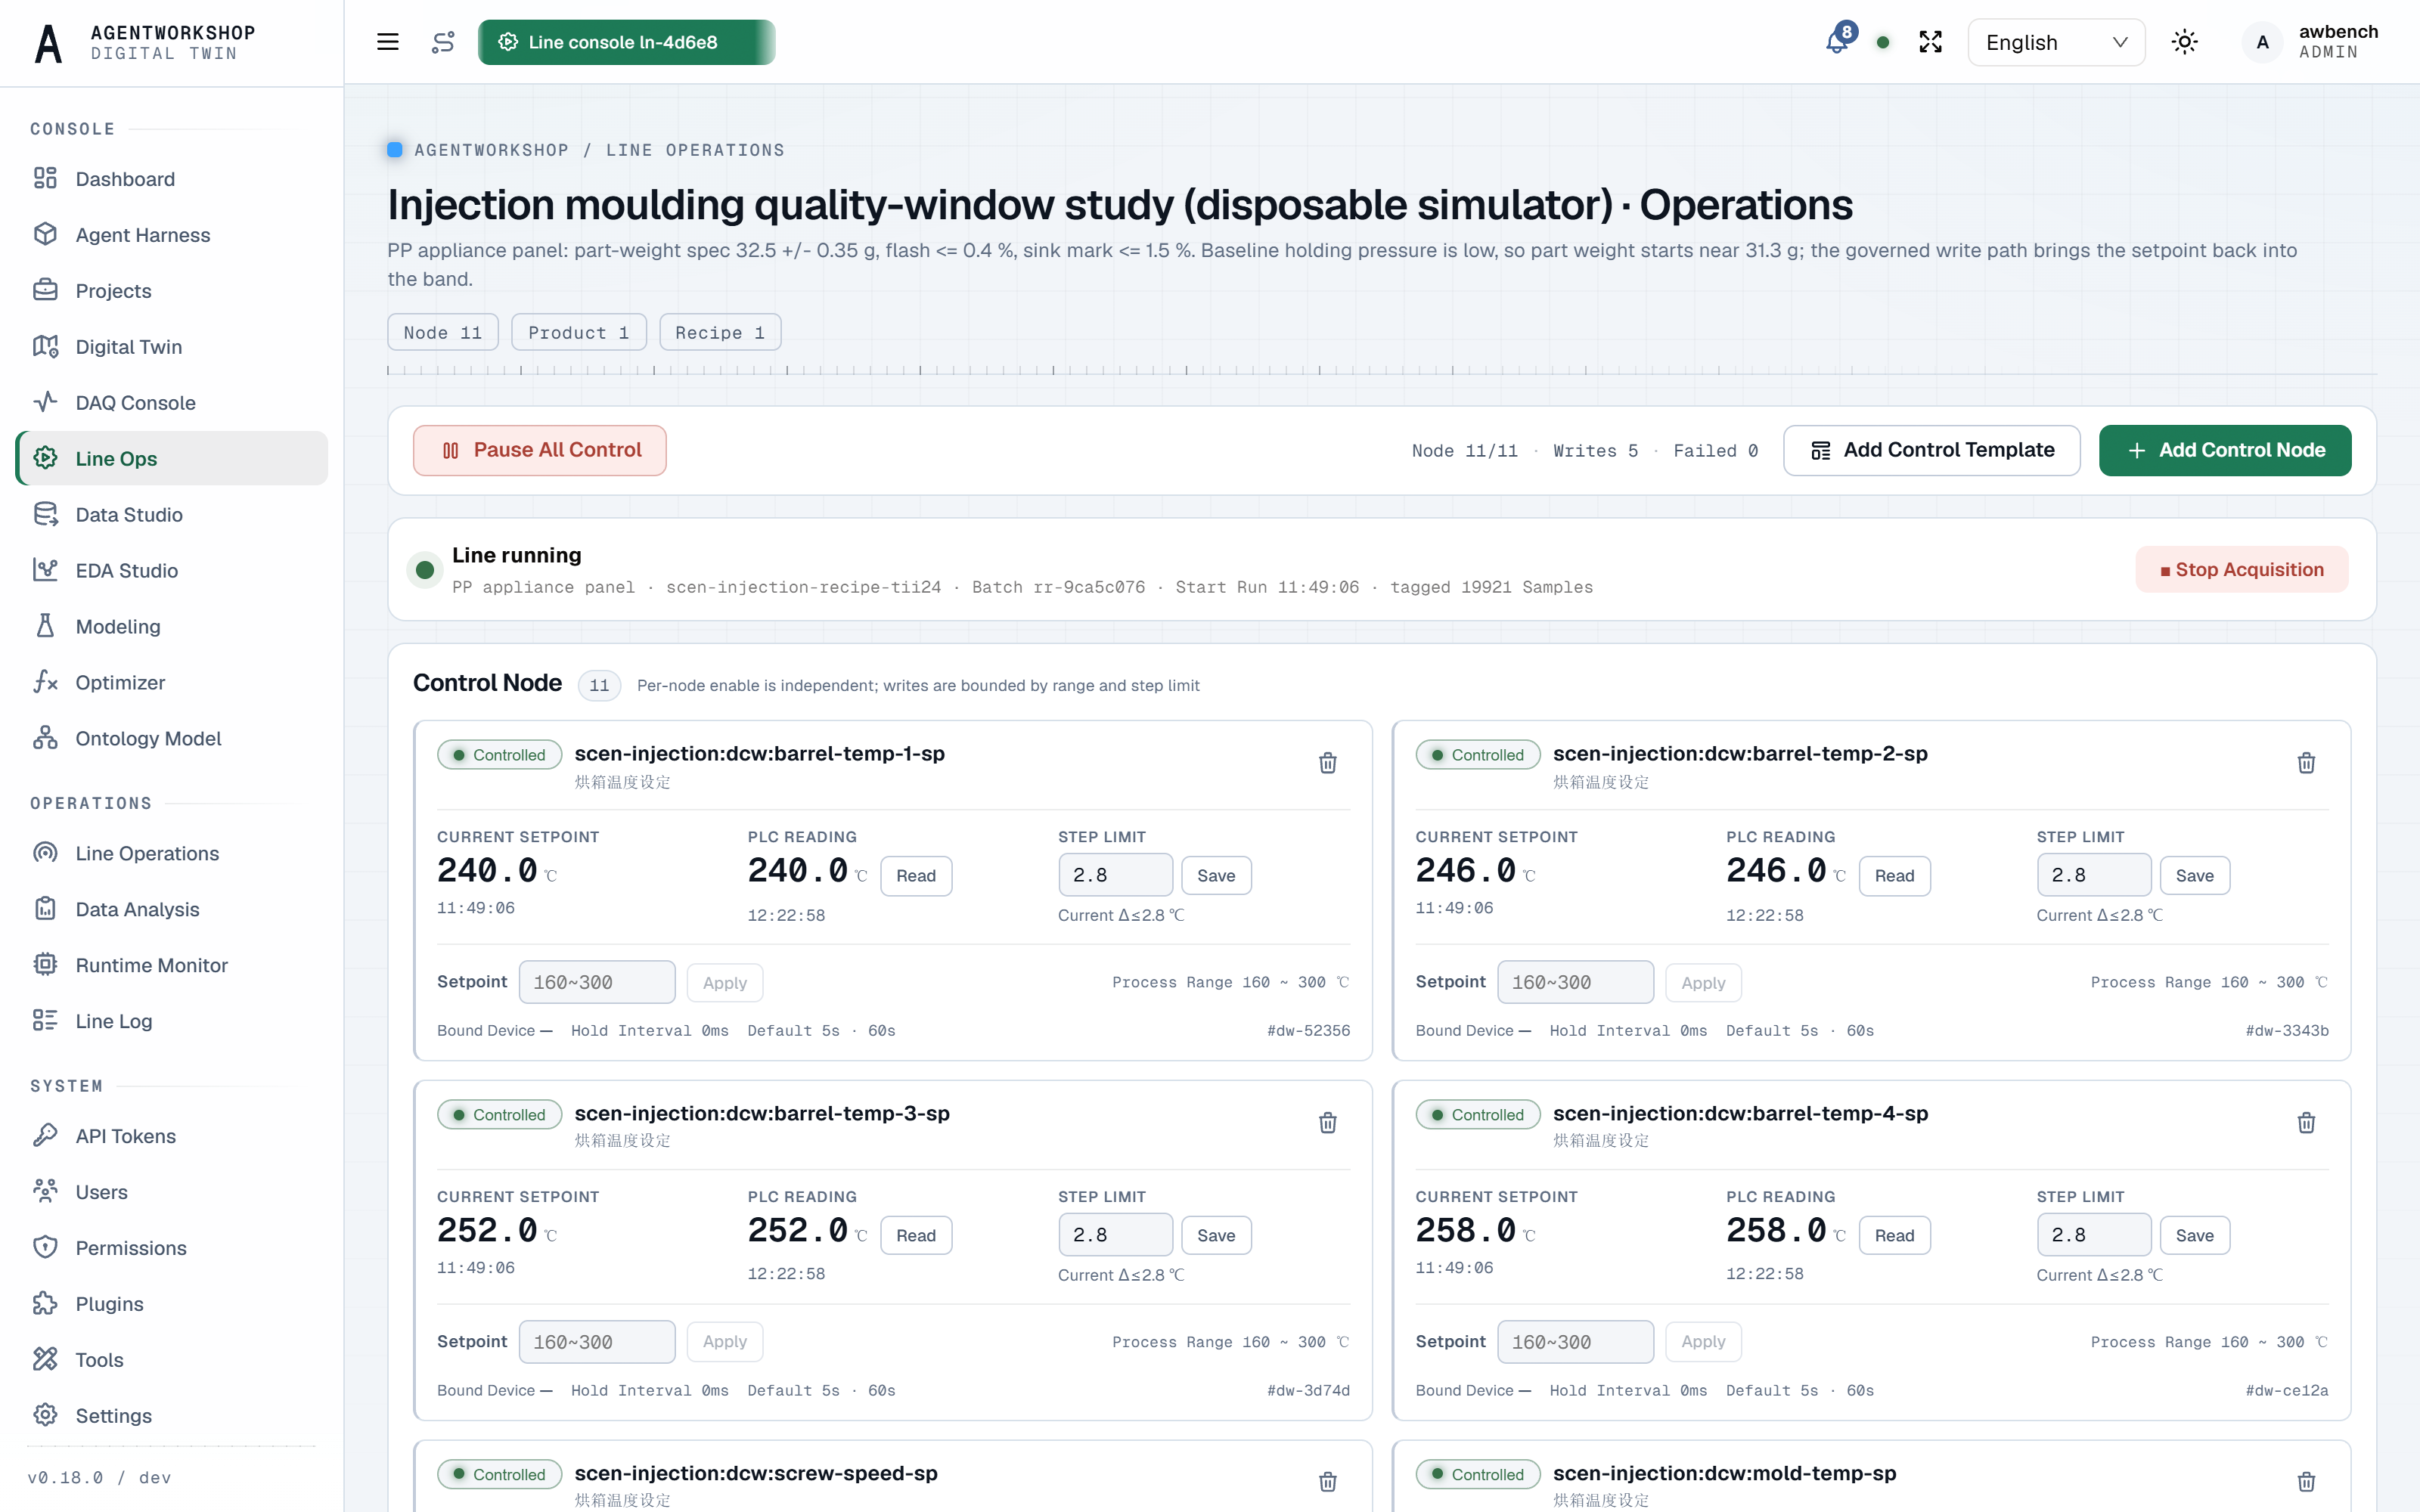 AGENTWORKSHOP
DIGITAL TWIN
CONSOLE
Dashboard
Agent Harness
Projects
Digital Twin
DAQ Console
Line Ops
Data Studio
EDA Studio
Modeling
Optimizer
Ontology Model
OPERATIONS
Line Operations
Data Analysis
Runtime Monitor
Line Log
SYSTEM
API Tokens
Users
Permissions
Plugins
Tools
Settings
v0.18.0 / dev
Line console ln-4d6e8
8
English
A
awbench
ADMIN
AGENTWORKSHOP / LINE OPERATIONS
Injection moulding quality-window study (disposable simulator) · Operations
PP appliance panel: part-weight spec 32.5 +/- 0.35 g, flash <= 0.4 %, sink mark <= 1.5 %. Baseline holding pressure is low, so part weight starts near 31.3 g; the governed write path brings the setpoint back into
the band.
Node 11 Product 1 Recipe 1
Pause All Control
Node 11/11 · Writes 5 · Failed 0
Add Control Template
Add Control Node
Line running
PP appliance panel · scen-injection-recipe-tii24 · Batch rr-9ca5c076 · Start Run 11:49:06 · tagged 19921 Samples
Stop Acquisition
Control Node 11 Per-node enable is independent; writes are bounded by range and step limit
Controlled scen-injection:dcw:barrel-temp-1-sp
烘箱温度设定
CURRENT SETPOINT PLC READING STEP LIMIT
240.0 ℃ 240.0 ℃ Read 2.8 Save
11:49:06 12:22:58 Current Δ≤2.8 ℃
Setpoint 160~300 Apply Process Range 160 ~ 300 ℃
Bound Device — Hold Interval 0ms Default 5s · 60s #dw-52356
Controlled scen-injection:dcw:barrel-temp-2-sp
烘箱温度设定
CURRENT SETPOINT PLC READING STEP LIMIT
246.0 ℃ 246.0 ℃ Read 2.8 Save
11:49:06 12:22:58 Current Δ≤2.8 ℃
Setpoint 160~300 Apply Process Range 160 ~ 300 ℃
Bound Device — Hold Interval 0ms Default 5s · 60s #dw-3343b
Controlled scen-injection:dcw:barrel-temp-3-sp
烘箱温度设定
CURRENT SETPOINT PLC READING STEP LIMIT
252.0 ℃ 252.0 ℃ Read 2.8 Save
11:49:06 12:22:58 Current Δ≤2.8 ℃
Setpoint 160~300 Apply Process Range 160 ~ 300 ℃
Bound Device — Hold Interval 0ms Default 5s · 60s #dw-3d74d
Controlled scen-injection:dcw:barrel-temp-4-sp
烘箱温度设定
CURRENT SETPOINT PLC READING STEP LIMIT
258.0 ℃ 258.0 ℃ Read 2.8 Save
11:49:06 12:22:58 Current Δ≤2.8 ℃
Setpoint 160~300 Apply Process Range 160 ~ 300 ℃
Bound Device — Hold Interval 0ms Default 5s · 60s #dw-ce12a
Controlled scen-injection:dcw:screw-speed-sp
烘箱温度设定
Controlled scen-injection:dcw:mold-temp-sp
烘箱温度设定